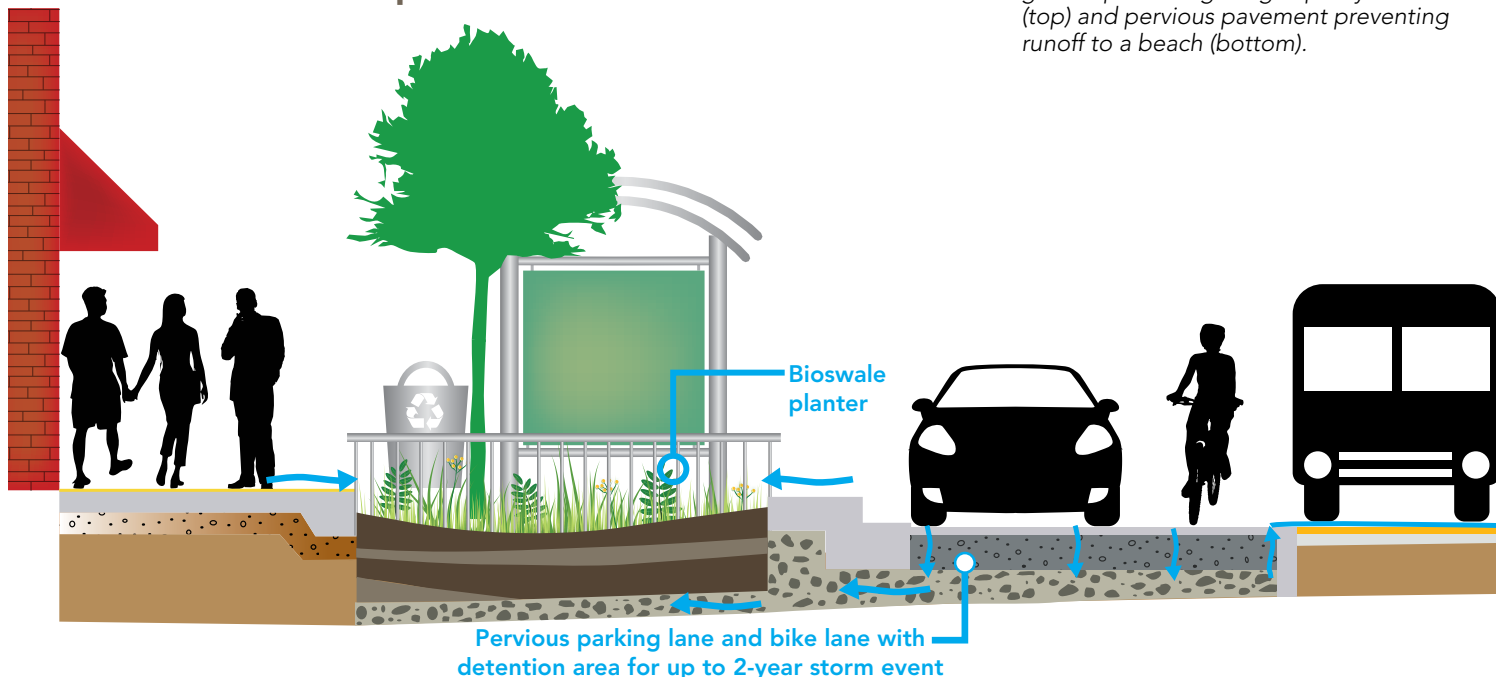 (top) and pervious pavement preventing
runoff to a beach (bottom).
Bioswale
planter
Pervious parking lane and bike lane with
detention area for up to 2-year storm event